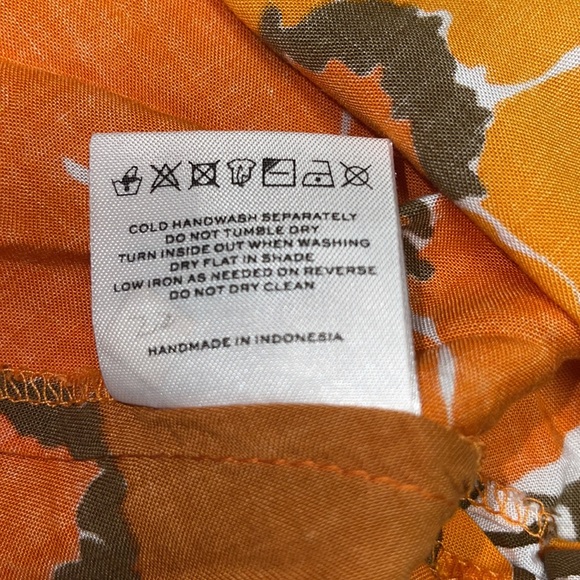 COLD HANDWASH SEPARATELY
DO NOT TUMBLE DRY
TURN INSIDE OUT WHEN WASHING
DRY FLAT IN SHADE
LOW IRON AS NEEDED ON REVERSE
DO NOT DRY CLEAN
HANDMADE IN INDONESIA